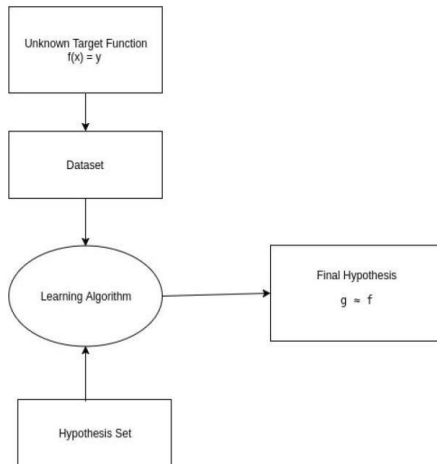 Unknown Target Function
f(x) = y
Dataset
Learning Algorithm
Final Hypothesis
g ≈ f
Hypothesis Set